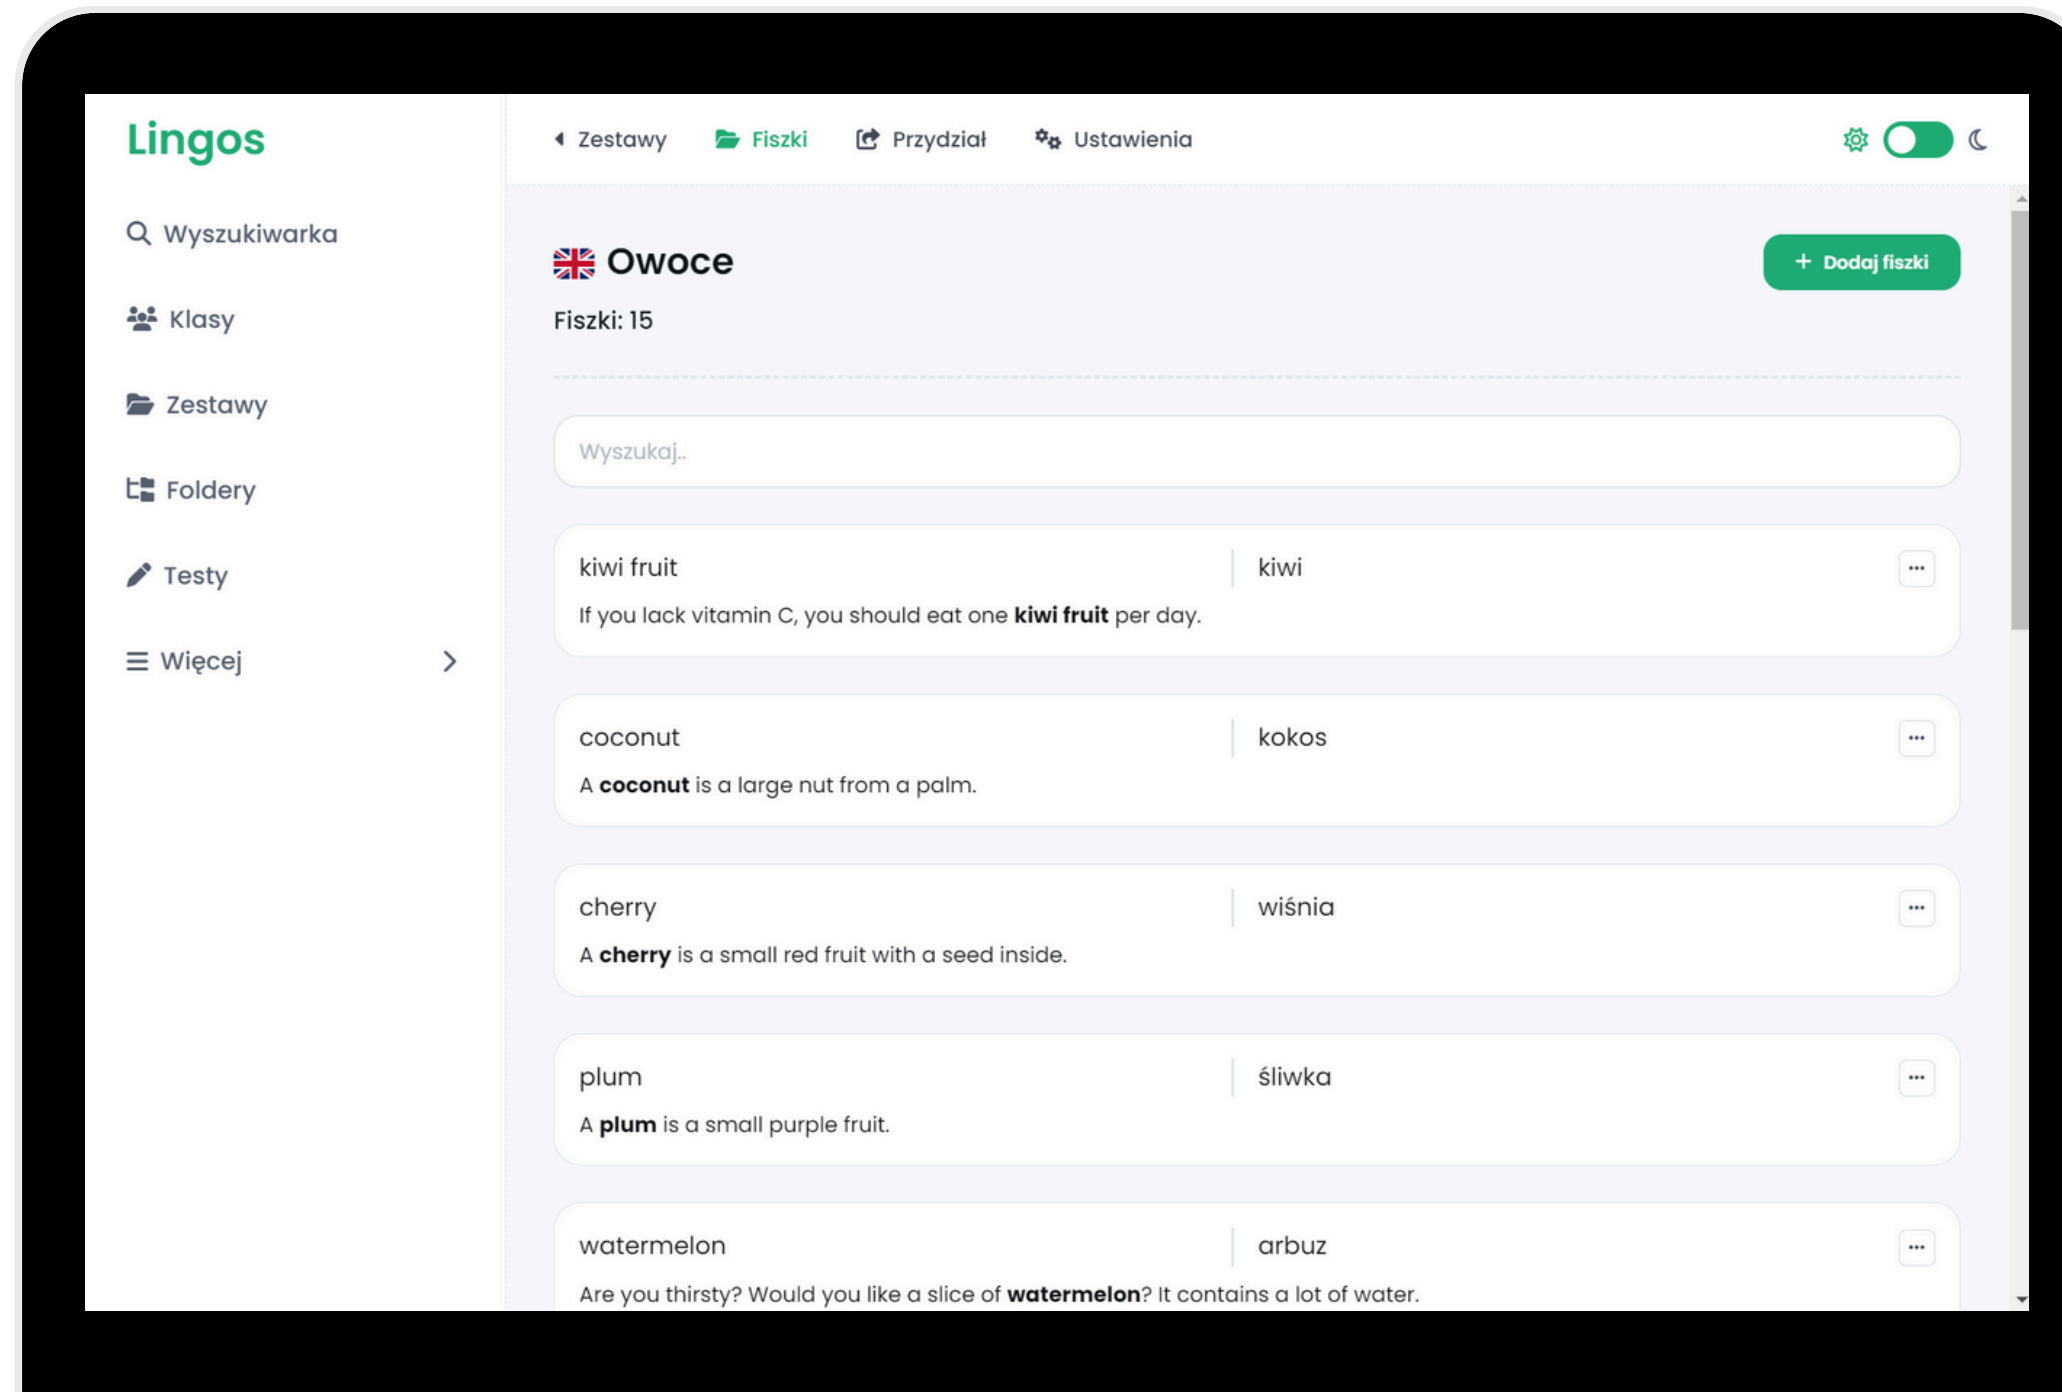 Lingos
Wyszukiwarka
Klasy
Zestawy
Foldery
Testy
Więcej
Zestawy Fiszki Przydział Ustawienia
Owoce
+ Dodaj fiszki
Fiszki: 15
Wyszukaj..
kiwi fruit kiwi
If you lack vitamin C, you should eat one kiwi fruit per day.
coconut kokos
A coconut is a large nut from a palm.
cherry wiśnia
A cherry is a small red fruit with a seed inside.
plum śliwka
A plum is a small purple fruit.
watermelon arbuz
Are you thirsty? Would you like a slice of watermelon? It contains a lot of water.